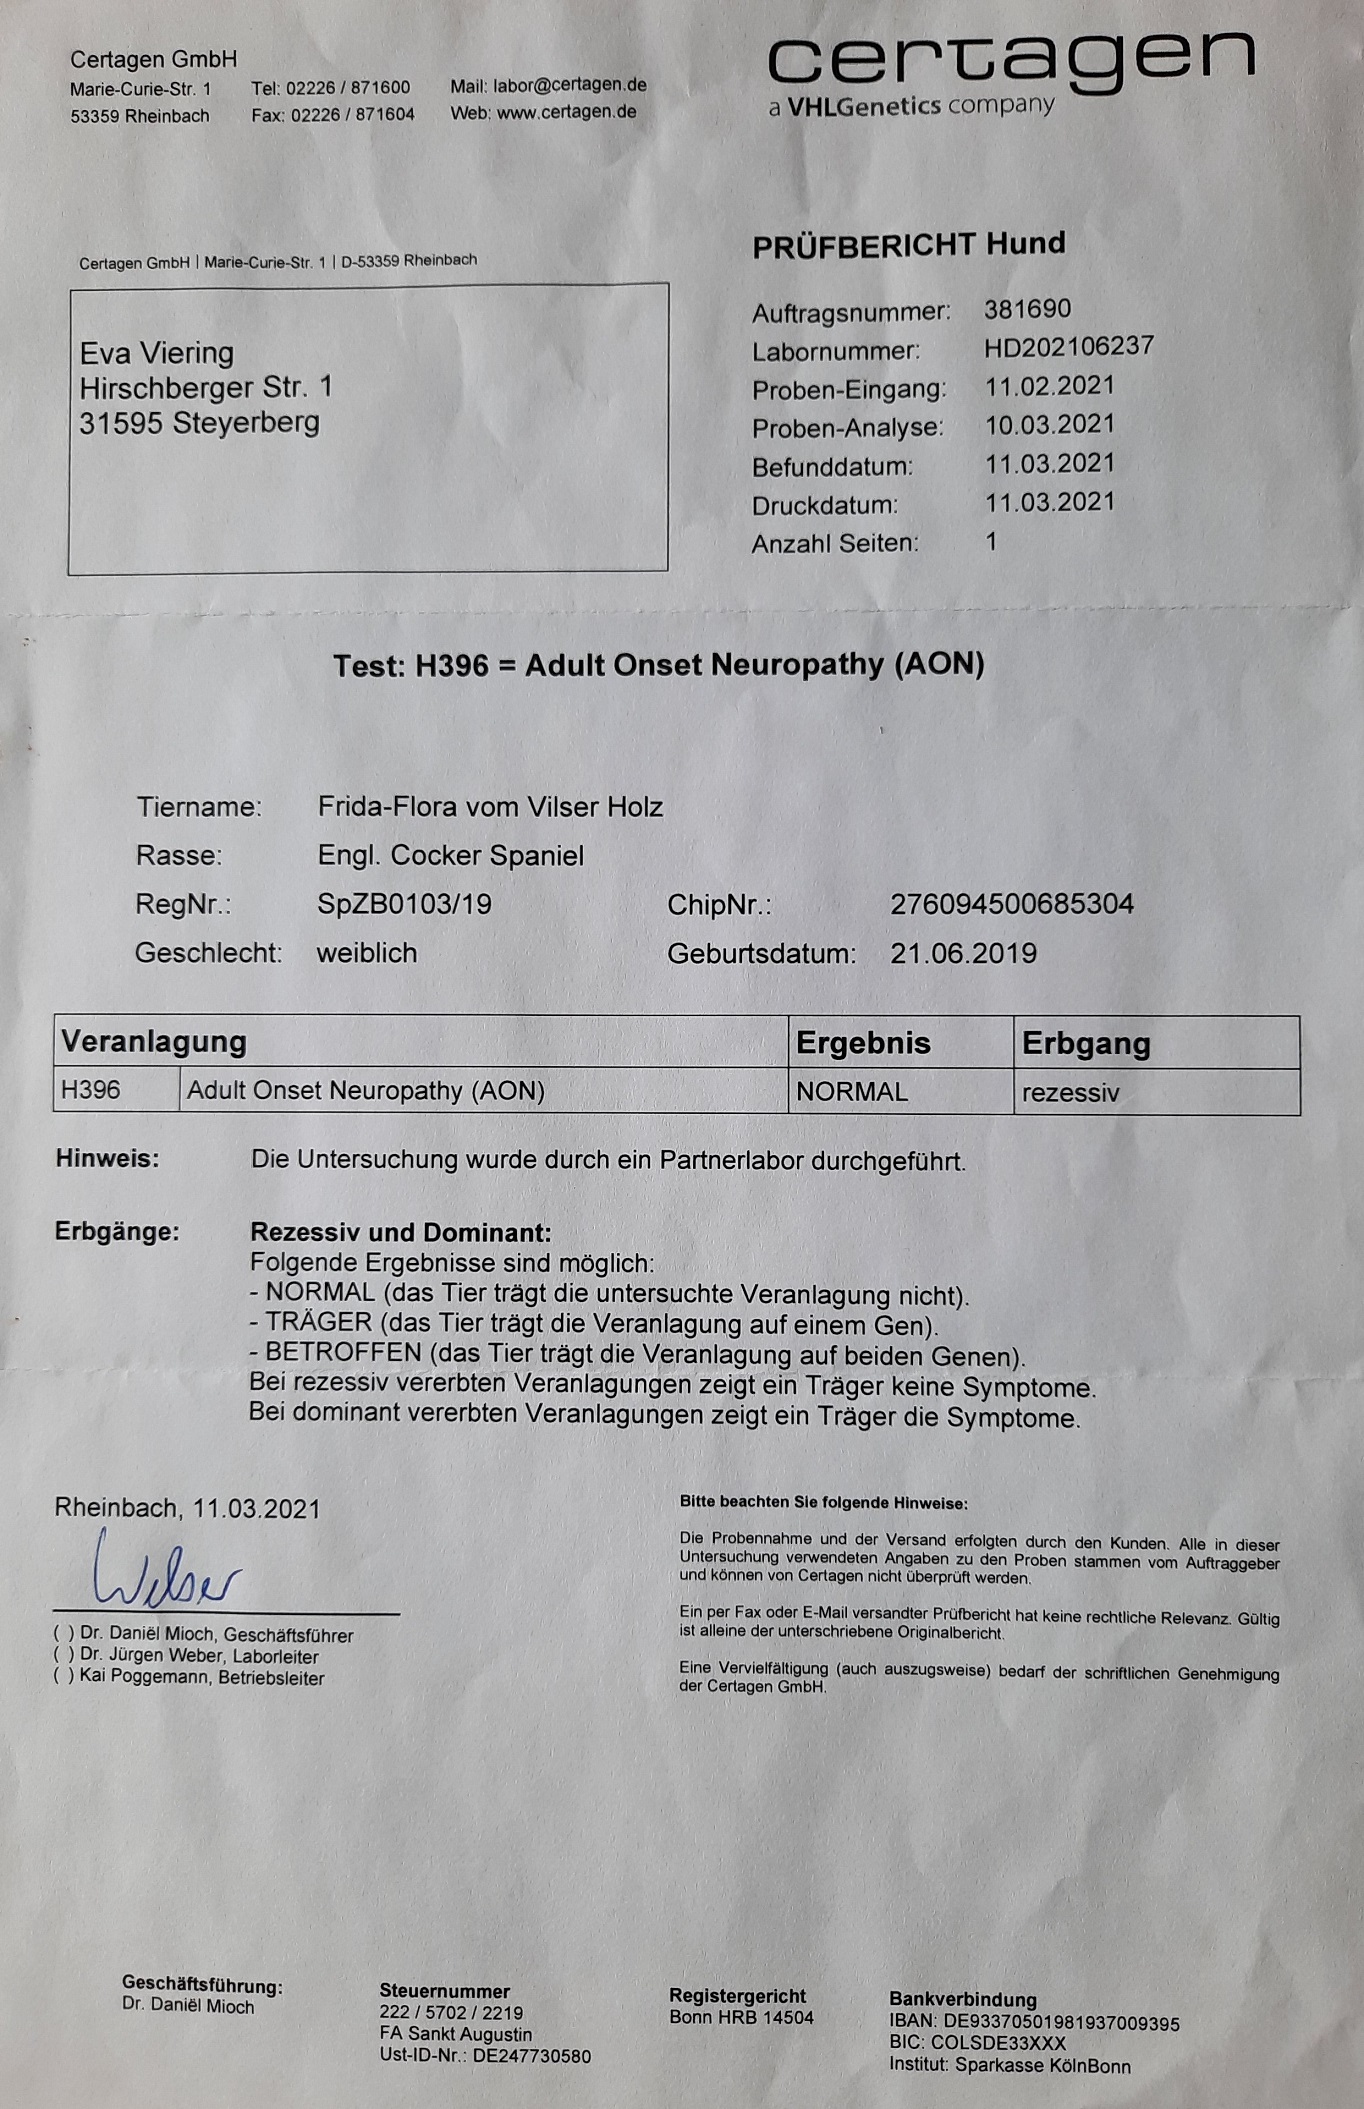 Certagen GmbH
Marie-Curie-Str. 1 Tel: 02226 / 871600 Mail: labor@certagen.de
53359 Rheinbach Fax: 02226 / 871604 Web: www.certagen.de
certagen
a VHLGenetics company
Certagen GmbH | Marie-Curie-Str. 1 | D-53359 Rheinbach
Eva Viering
Hirschberger Str. 1
31595 Steyerberg
PRÜFBERICHT Hund
Auftragsnummer: 381690
Labornummer: HD202106237
Proben-Eingang: 11.02.2021
Proben-Analyse: 10.03.2021
Befunddatum: 11.03.2021
Druckdatum: 11.03.2021
Anzahl Seiten: 1
Test: H396 = Adult Onset Neuropathy (AON)
Tiername: Frida-Flora vom Vilser Holz
Rasse: Engl. Cocker Spaniel
RegNr.: SpZB0103/19 ChipNr.: 276094500685304
Geschlecht: weiblich Geburtsdatum: 21.06.2019
Veranlagung Ergebnis Erbgang
H396 Adult Onset Neuropathy (AON) NORMAL rezessiv
Hinweis: Die Untersuchung wurde durch ein Partnerlabor durchgeführt.
Erbgänge: Rezessiv und Dominant:
Folgende Ergebnisse sind möglich:
- NORMAL (das Tier trägt die untersuchte Veranlagung nicht).
- TRÄGER (das Tier trägt die Veranlagung auf einem Gen).
- BETROFFEN (das Tier trägt die Veranlagung auf beiden Genen).
Bei rezessiv vererbten Veranlagungen zeigt ein Träger keine Symptome.
Bei dominant vererbten Veranlagungen zeigt ein Träger die Symptome.
Rheinbach, 11.03.2021
( ) Dr. Daniël Mioch, Geschäftsführer
( ) Dr. Jürgen Weber, Laborleiter
( ) Kai Poggemann, Betriebsleiter
Bitte beachten Sie folgende Hinweise:
Die Probennahme und der Versand erfolgten durch den Kunden. Alle in dieser
Untersuchung verwendeten Angaben zu den Proben stammen vom Auftraggeber
und können von Certagen nicht überprüft werden.
Ein per Fax oder E-Mail versandter Prüfbericht hat keine rechtliche Relevanz. Gültig
ist alleine der unterschriebene Originalbericht.
Eine Vervielfältigung (auch auszugsweise) bedarf der schriftlichen Genehmigung
der Certagen GmbH.
Geschäftsführung:
Dr. Daniël Mioch
Steuernummer
222 / 5702 / 2219
FA Sankt Augustin
Ust-ID-Nr.: DE247730580
Registergericht
Bonn HRB 14504
Bankverbindung
IBAN: DE93370501981937009395
BIC: COLSDE33XXX
Institut: Sparkasse KölnBonn